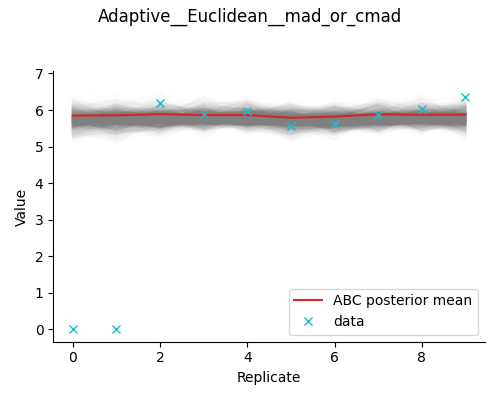 Adaptive__Euclidean__mad_or_cmad
7
6
5
4
3
2
1
0
Value
0 2 4 6 8
Replicate
ABC posterior mean
data